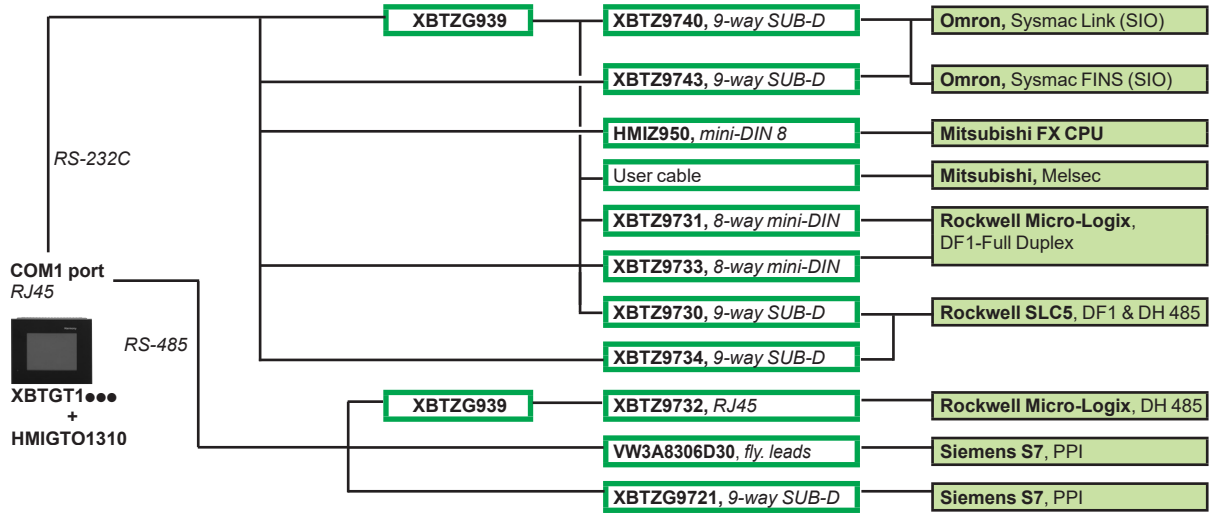 XBTZG939
XBTZ9740, 9-way SUB-D
Omron, Sysmac Link (SIO)
XBTZ9743, 9-way SUB-D
Omron, Sysmac FINS (SIO)
HMIZ950, mini-DIN 8
Mitsubishi FX CPU
RS-232C
User cable
Mitsubishi, Melsec
XBTZ9731, 8-way mini-DIN
Rockwell Micro-Logix,
DF1-Full Duplex
XBTZ9733, 8-way mini-DIN
COM1 port
RJ45
XBTZ9730, 9-way SUB-D
Rockwell SLC5, DF1 & DH 485
RS-485
XBTZ9734, 9-way SUB-D
XBTGT1●●●
+
HMIGTO1310
XBTZG939
XBTZ9732, RJ45
Rockwell Micro-Logix, DH 485
VW3A8306D30, fly. leads
Siemens S7, PPI
XBTZG9721, 9-way SUB-D
Siemens S7, PPI